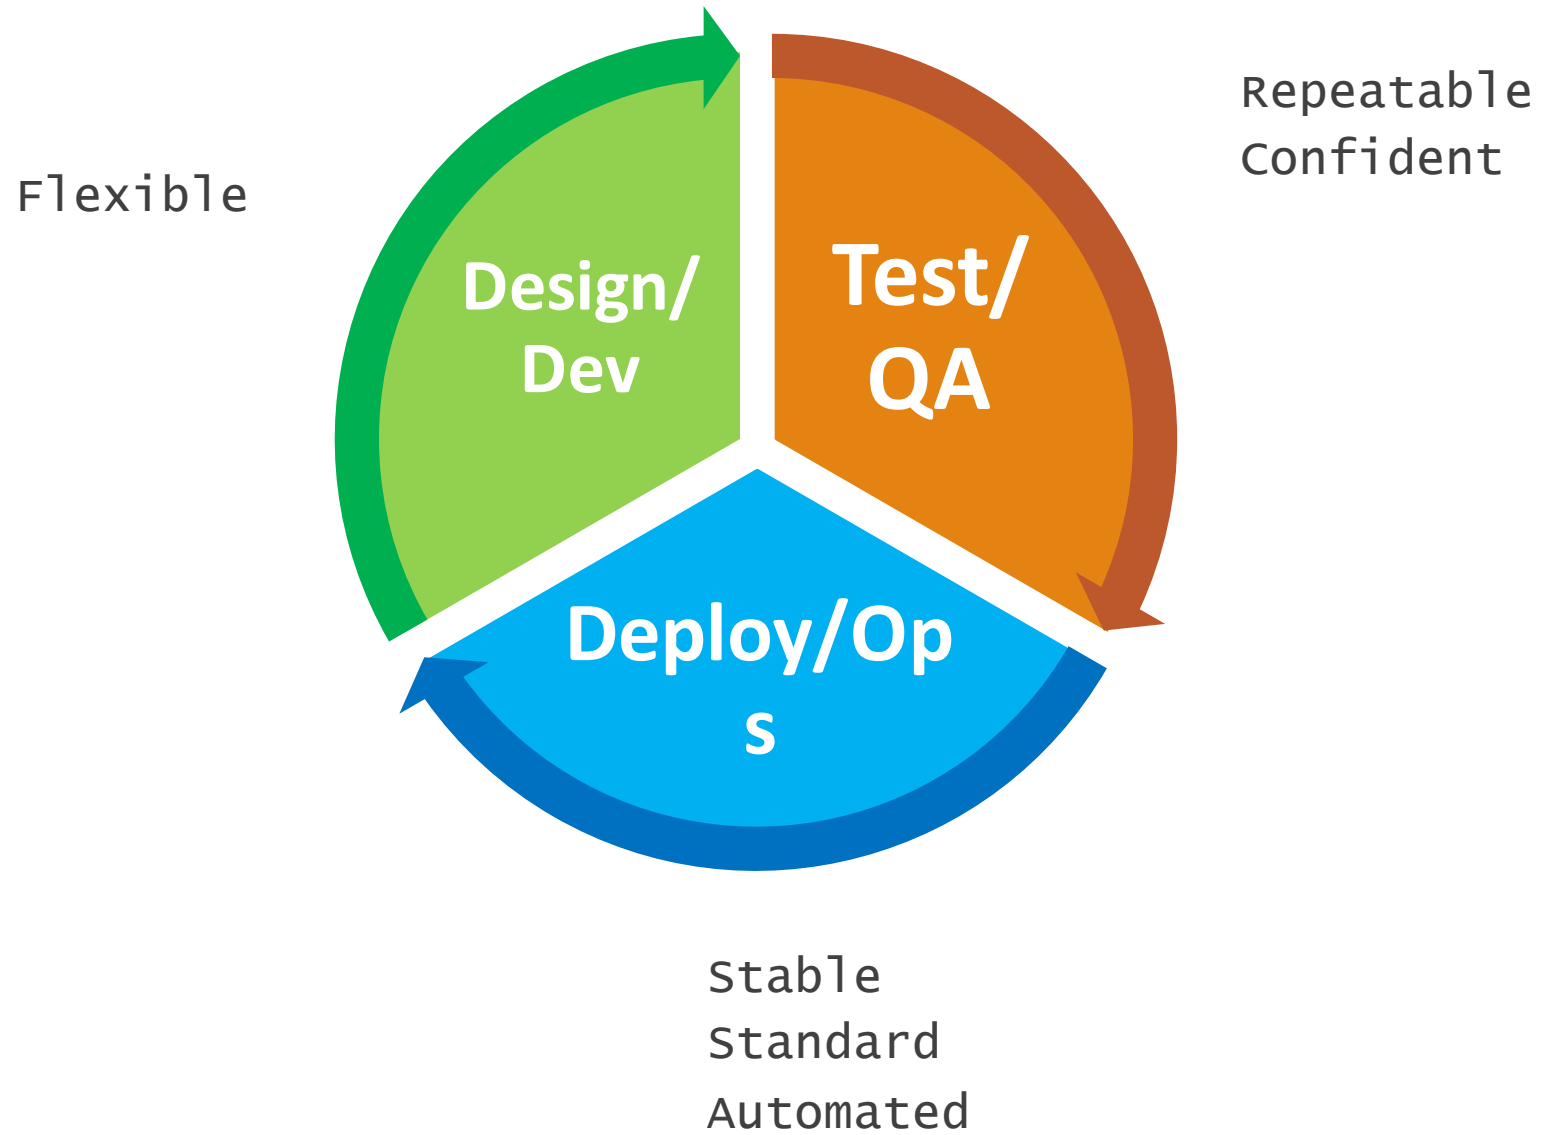 Flexible
Design/
Dev
Test/
QA
Repeatable
Confident
Deploy/Op
s
Stable
Standard
Automated